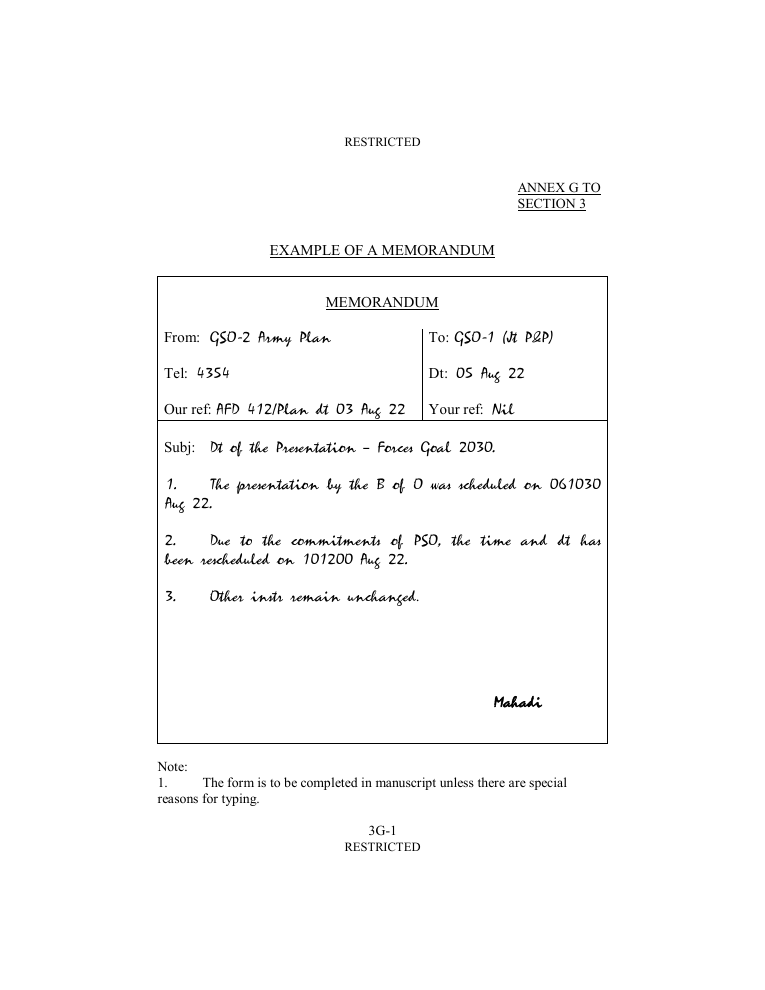 RESTRICTED
ANNEX G TO
SECTION 3
EXAMPLE OF A MEMORANDUM
MEMORANDUM
From: GSO-2 Army Plan
To: GSO-1 (Jt P&P)
Tel: 4354
Dt: 05 Aug 22
Our ref: AFD 412/Plan dt 03 Aug 22
Your ref: Nil
Subj: Dt of the Presentation – Forces Goal 2030.
1. The presentation by the B of O was scheduled on 061030
Aug 22.
2. Due to the commitments of PSO, the time and dt has
been rescheduled on 101200 Aug 22.
3. Other instr remain unchanged.
Mahadi
Note:
1. The form is to be completed in manuscript unless there are special
reasons for typing.
3G-1
RESTRICTED